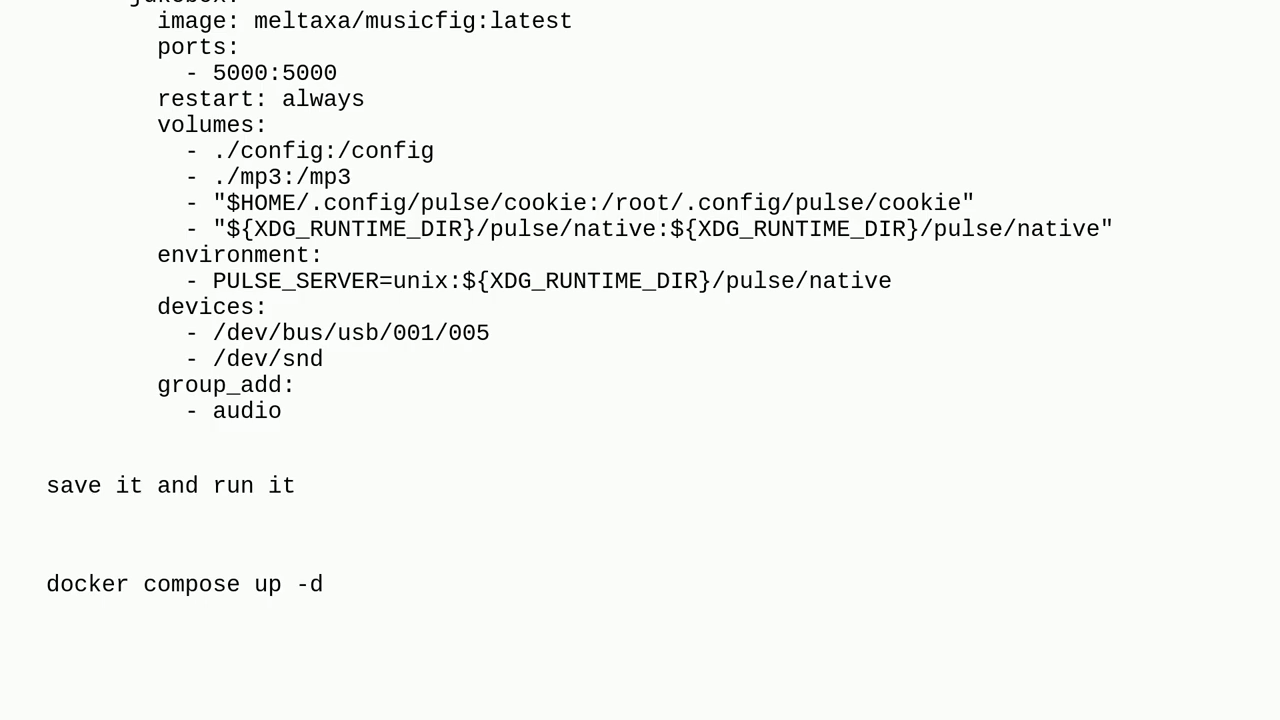 jukebox:
image: meltaxa/musicfig:latest
ports:
- 5000:5000
restart: always
volumes:
- ./config:/config
- ./mp3:/mp3
- "$HOME/.config/pulse/cookie:/root/.config/pulse/cookie"
- "${XDG_RUNTIME_DIR}/pulse/native:${XDG_RUNTIME_DIR}/pulse/native"
environment:
- PULSE_SERVER=unix:${XDG_RUNTIME_DIR}/pulse/native
devices:
- /dev/bus/usb/001/005
- /dev/snd
group_add:
- audio
save it and run it
docker compose up -d